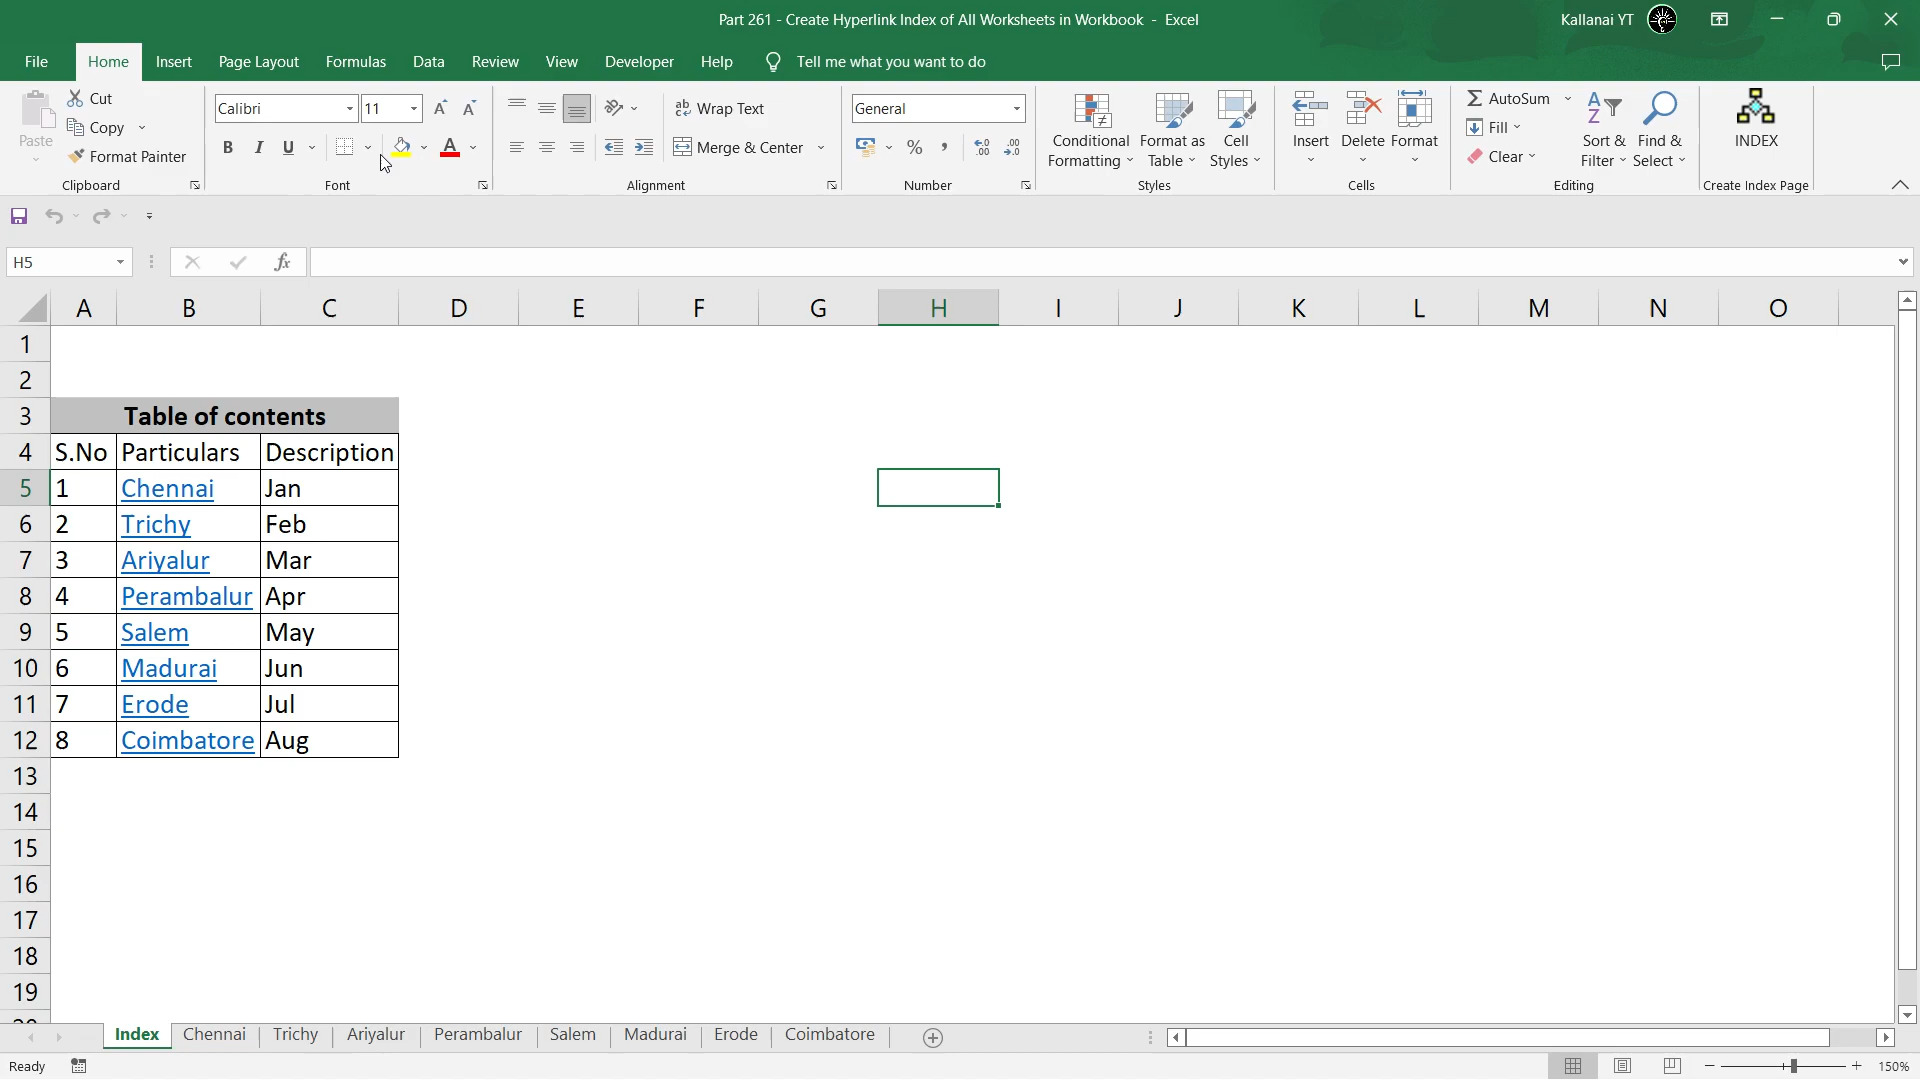 Part 261 - Create Hyperlink Index of All Worksheets in Workbook - Excel
Kallanai YT
File Home Insert Page Layout Formulas Data Review View Developer Help Tell me what you want to do
Paste
Cut
Copy
Format Painter
Clipboard
Calibri 11
B I U A
Font
ab Wrap Text
Merge & Center
Alignment
General
% ,
Number
Conditional Formatting
Format as Table
Cell Styles
Styles
Insert
Delete
Format
Cells
AutoSum
Fill
Clear
Sort & Filter
Find & Select
Editing
INDEX
Create Index Page
H5 fx
A B C D E F G H I J K L M N O
1
2
3 Table of contents
4 S.No Particulars Description
5 1 Chennai Jan
6 2 Trichy Feb
7 3 Ariyalur Mar
8 4 Perambalur Apr
9 5 Salem May
10 6 Madurai Jun
11 7 Erode Jul
12 8 Coimbatore Aug
13
14
15
16
17
18
19
Index Chennai Trichy Ariyalur Perambalur Salem Madurai Erode Coimbatore
Ready 150%